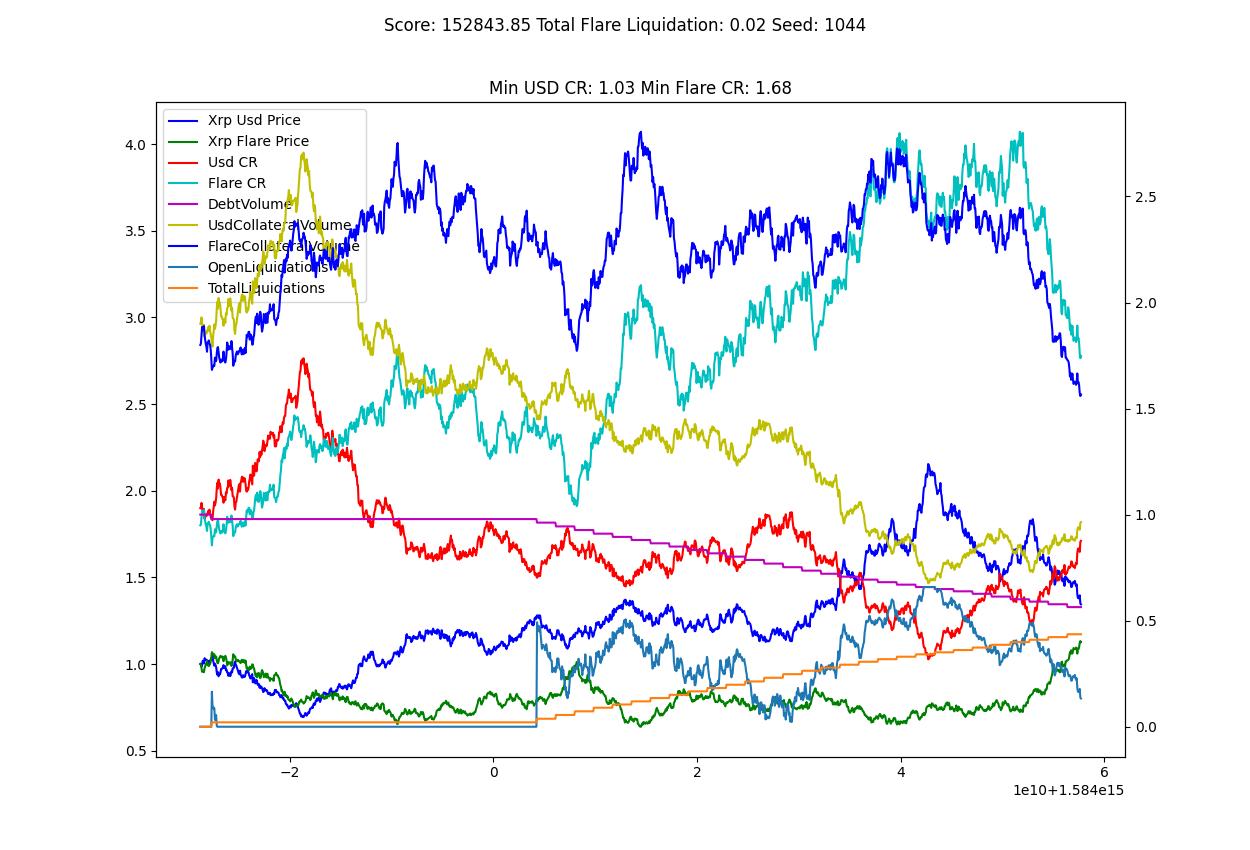 Score: 152843.85 Total Flare Liquidation: 0.02 Seed: 1044
Min USD CR: 1.03 Min Flare CR: 1.68
Xrp Usd Price
Xrp Flare Price
Usd CR
Flare CR
DebtVolume
UsdCollateralVolume
FlareCollateralVolume
OpenLiquidations
TotalLiquidations
4.0
3.5
3.0
2.5
2.0
1.5
1.0
0.5
2.5
2.0
1.5
1.0
0.5
0.0
−2
0
2
4
6
1e10+1.584e15